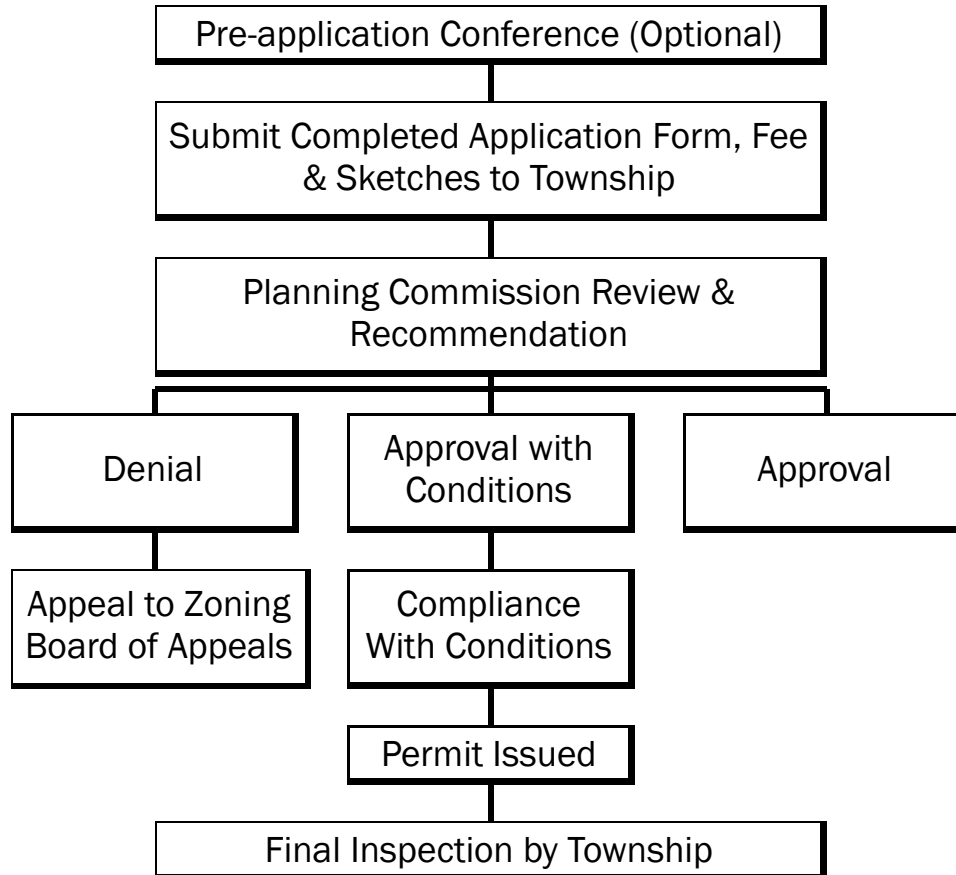 Pre-application Conference (Optional)
Submit Completed Application Form, Fee
& Sketches to Township
Planning Commission Review &
Recommendation
Denial
Approval with
Conditions
Approval
Appeal to Zoning
Board of Appeals
Compliance
With Conditions
Permit Issued
Final Inspection by Township